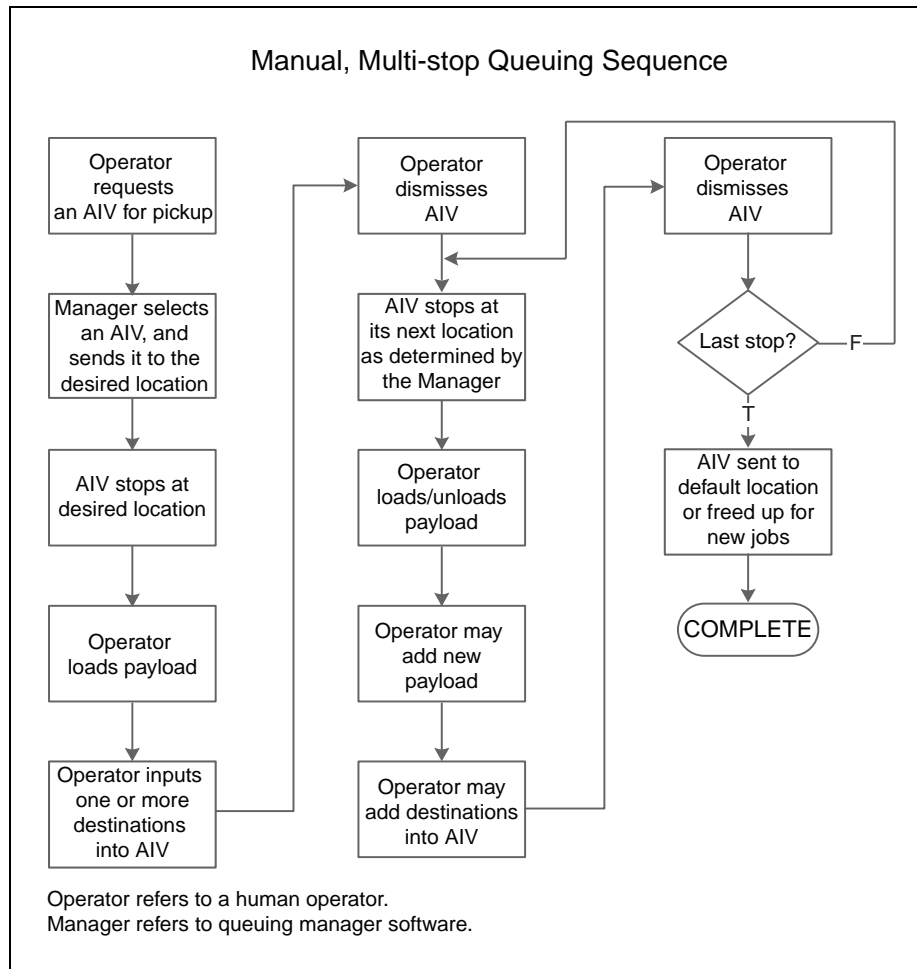 Manual, Multi-stop Queuing Sequence
Operator
requests
an AIV for pickup
Manager selects
an AIV, and
sends it to the
desired location
AIV stops at
desired location
Operator
loads payload
Operator inputs
one or more
destinations
into AIV
Operator
dismisses
AIV
AIV stops at
its next location
as determined by
the Manager
Operator
loads/unloads
payload
Operator may
add new
payload
Operator may
add destinations
into AIV
Operator
dismisses
AIV
Last stop?
F
T
AIV sent to
default location
or freed up for
new jobs
COMPLETE
Operator refers to a human operator.
Manager refers to queuing manager software.